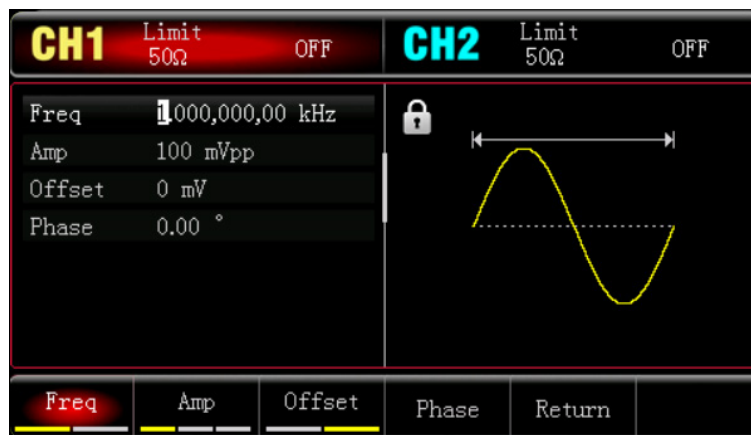 CH1 Limit 50Ω OFF
CH2 Limit 50Ω OFF
Freq 1.000,000,00 kHz
Amp 100 mVpp
Offset 0 mV
Phase 0.00 °
Freq Amp Offset Phase Return